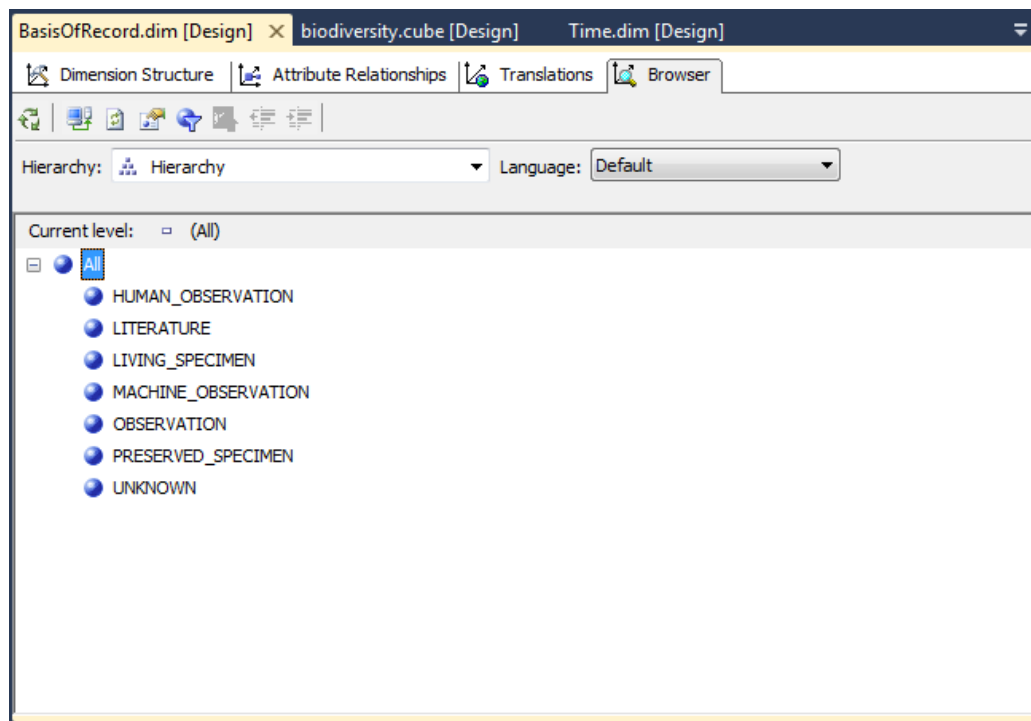 BasisOfRecord.dim [Design] biodiversity.cube [Design] Time.dim [Design]
Dimension Structure Attribute Relationships Translations Browser
Hierarchy: Hierarchy Language: Default
Current level: (All)
All
HUMAN_OBSERVATION
LITERATURE
LIVING_SPECIMEN
MACHINE_OBSERVATION
OBSERVATION
PRESERVED_SPECIMEN
UNKNOWN